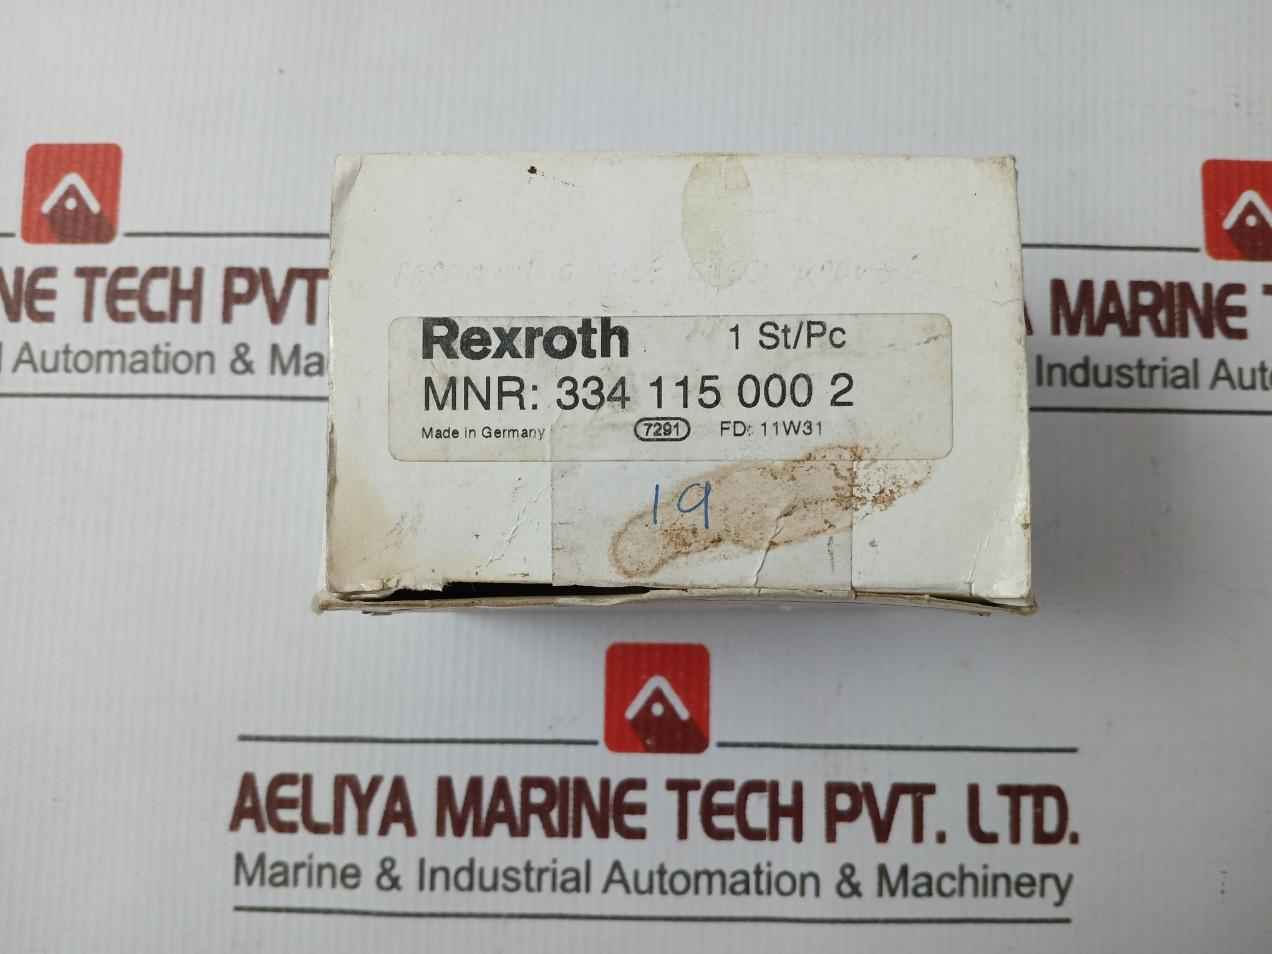 NE TECH PVT
l Automation & Ma
Rexroth 1 St/Pc
MNR: 334 115 000 2
Made in Germany 7291 FD: 11W31
19
MARINE T
Industrial Auto
AELIYA MARINE TECH PVT. LTD.
Marine & Industrial Automation & Machinery